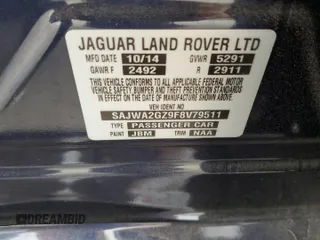 JAGUAR LAND ROVER LTD
MFD DATE 10/14 GVWR 5291
GAWR F 2492 R 2911
THIS VEHICLE CONFORMS TO ALL APPLICABLE FEDERAL MOTOR
VEHICLE SAFETY, BUMPER AND THEFT PREVENTION STANDARDS
IN EFFECT ON THE DATE OF MANUFACTURE SHOWN ABOVE
VEH IDENT
SAJWA2GZ9F8V79511
TYPE PASSENGER CAR
PAINT JBM TRIM NAA
© DREAMBID